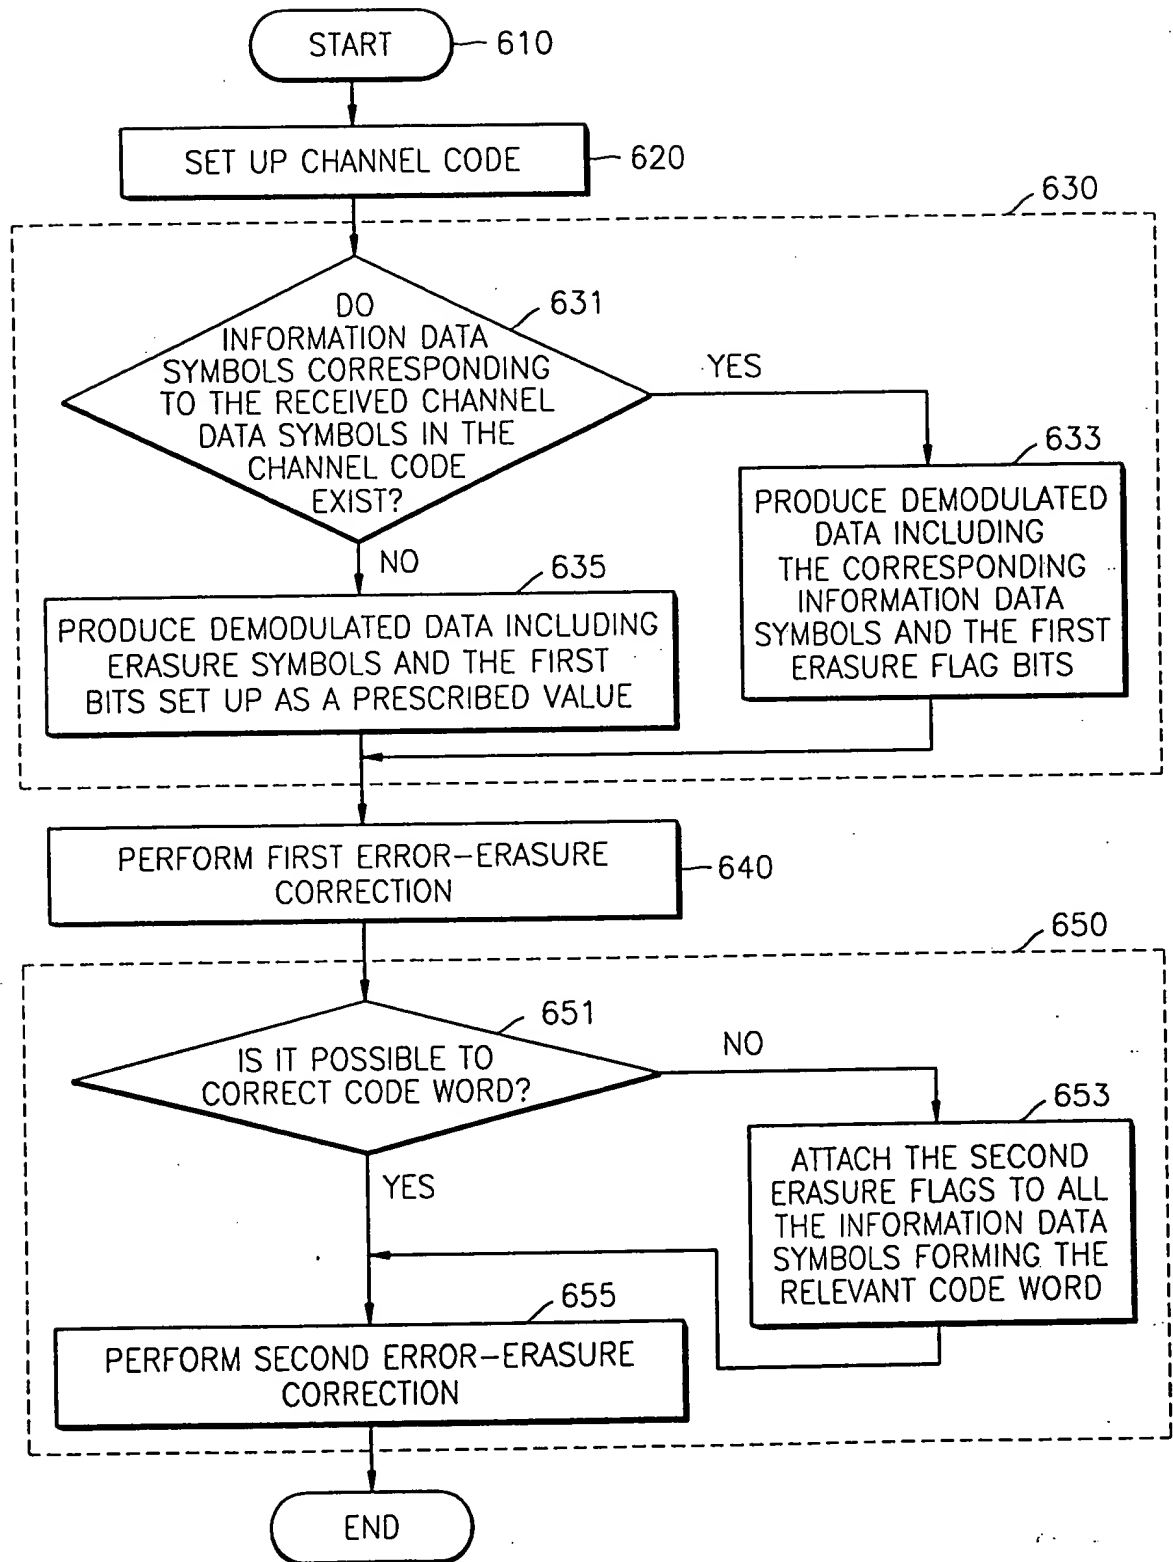 START
610
SET UP CHANNEL CODE
620
630
DO
INFORMATION DATA
SYMBOLS CORRESPONDING
TO THE RECEIVED CHANNEL
DATA SYMBOLS IN THE
CHANNEL CODE
EXIST?
631
YES
NO
633
PRODUCE DEMODULATED
DATA INCLUDING
THE CORRESPONDING
INFORMATION DATA
SYMBOLS AND THE FIRST
ERASURE FLAG BITS
635
PRODUCE DEMODULATED DATA INCLUDING
ERASURE SYMBOLS AND THE FIRST
BITS SET UP AS A PRESCRIBED VALUE
PERFORM FIRST ERROR-ERASURE
CORRECTION
640
650
651
IS IT POSSIBLE TO
CORRECT CODE WORD?
NO
YES
653
ATTACH THE SECOND
ERASURE FLAGS TO ALL
THE INFORMATION DATA
SYMBOLS FORMING THE
RELEVANT CODE WORD
655
PERFORM SECOND ERROR-ERASURE
CORRECTION
END